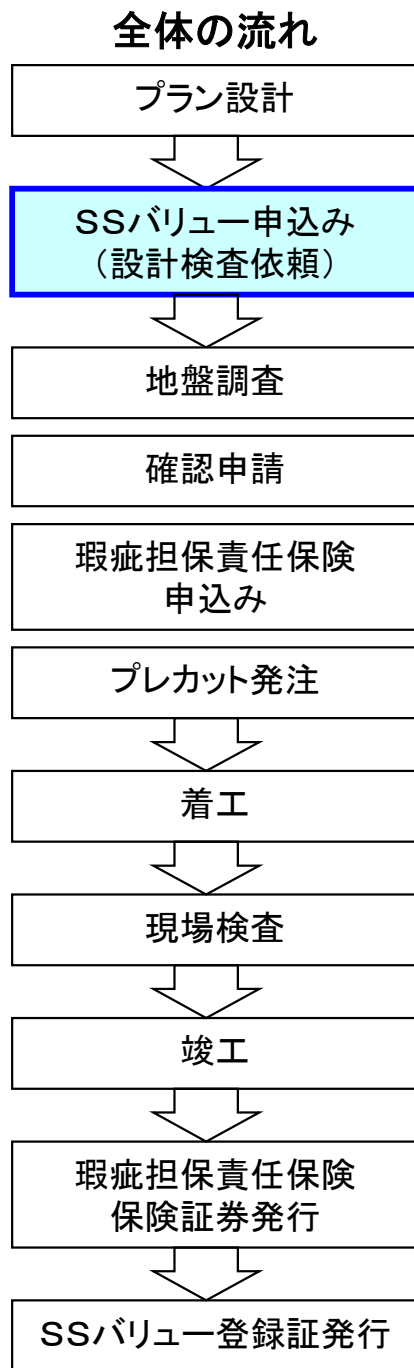 全体の流れ
プラン設計
ＳＳバリュー申込み
（設計検査依頼）
地盤調査
確認申請
瑕疵担保責任保険
申込み
プレカット発注
着工
現場検査
竣工
瑕疵担保責任保険
保険証券発行
ＳＳバリュー登録証発行